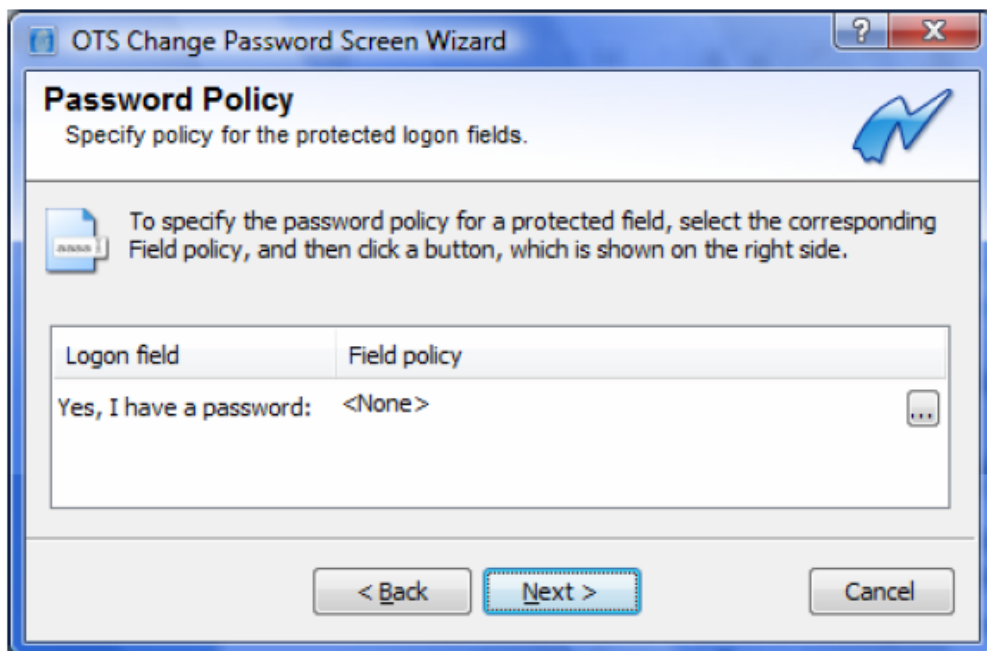 OTS Change Password Screen Wizard
?
X
Password Policy
Specify policy for the protected logon fields.
To specify the password policy for a protected field, select the corresponding
Field policy, and then click a button, which is shown on the right side.
Logon field Field policy
Yes, I have a password: <None> ...
< Back Next > Cancel